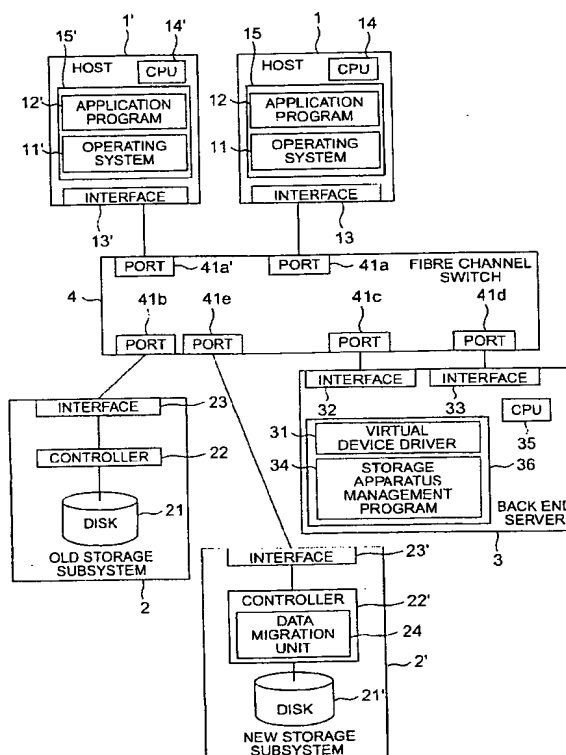 1'
14'
1
14
15'
HOST
CPU
15
HOST
CPU
12'
APPLICATION
PROGRAM
12
APPLICATION
PROGRAM
11'
OPERATING
SYSTEM
11
OPERATING
SYSTEM
INTERFACE
INTERFACE
13'
13
PORT
41a'
PORT
41a
FIBRE CHANNEL
SWITCH
4
41b
41e
41c
41d
PORT
PORT
PORT
PORT
INTERFACE
23
INTERFACE
INTERFACE
32
33
CPU
35
CONTROLLER
22
31
VIRTUAL
DEVICE DRIVER
34
STORAGE
APPARATUS
MANAGEMENT
PROGRAM
36
DISK
21
BACK END
SERVER
OLD STORAGE
SUBSYSTEM
2
3
INTERFACE
23'
CONTROLLER
22'
DATA
MIGRATION
UNIT
24
2'
DISK
21'
NEW STORAGE
SUBSYSTEM